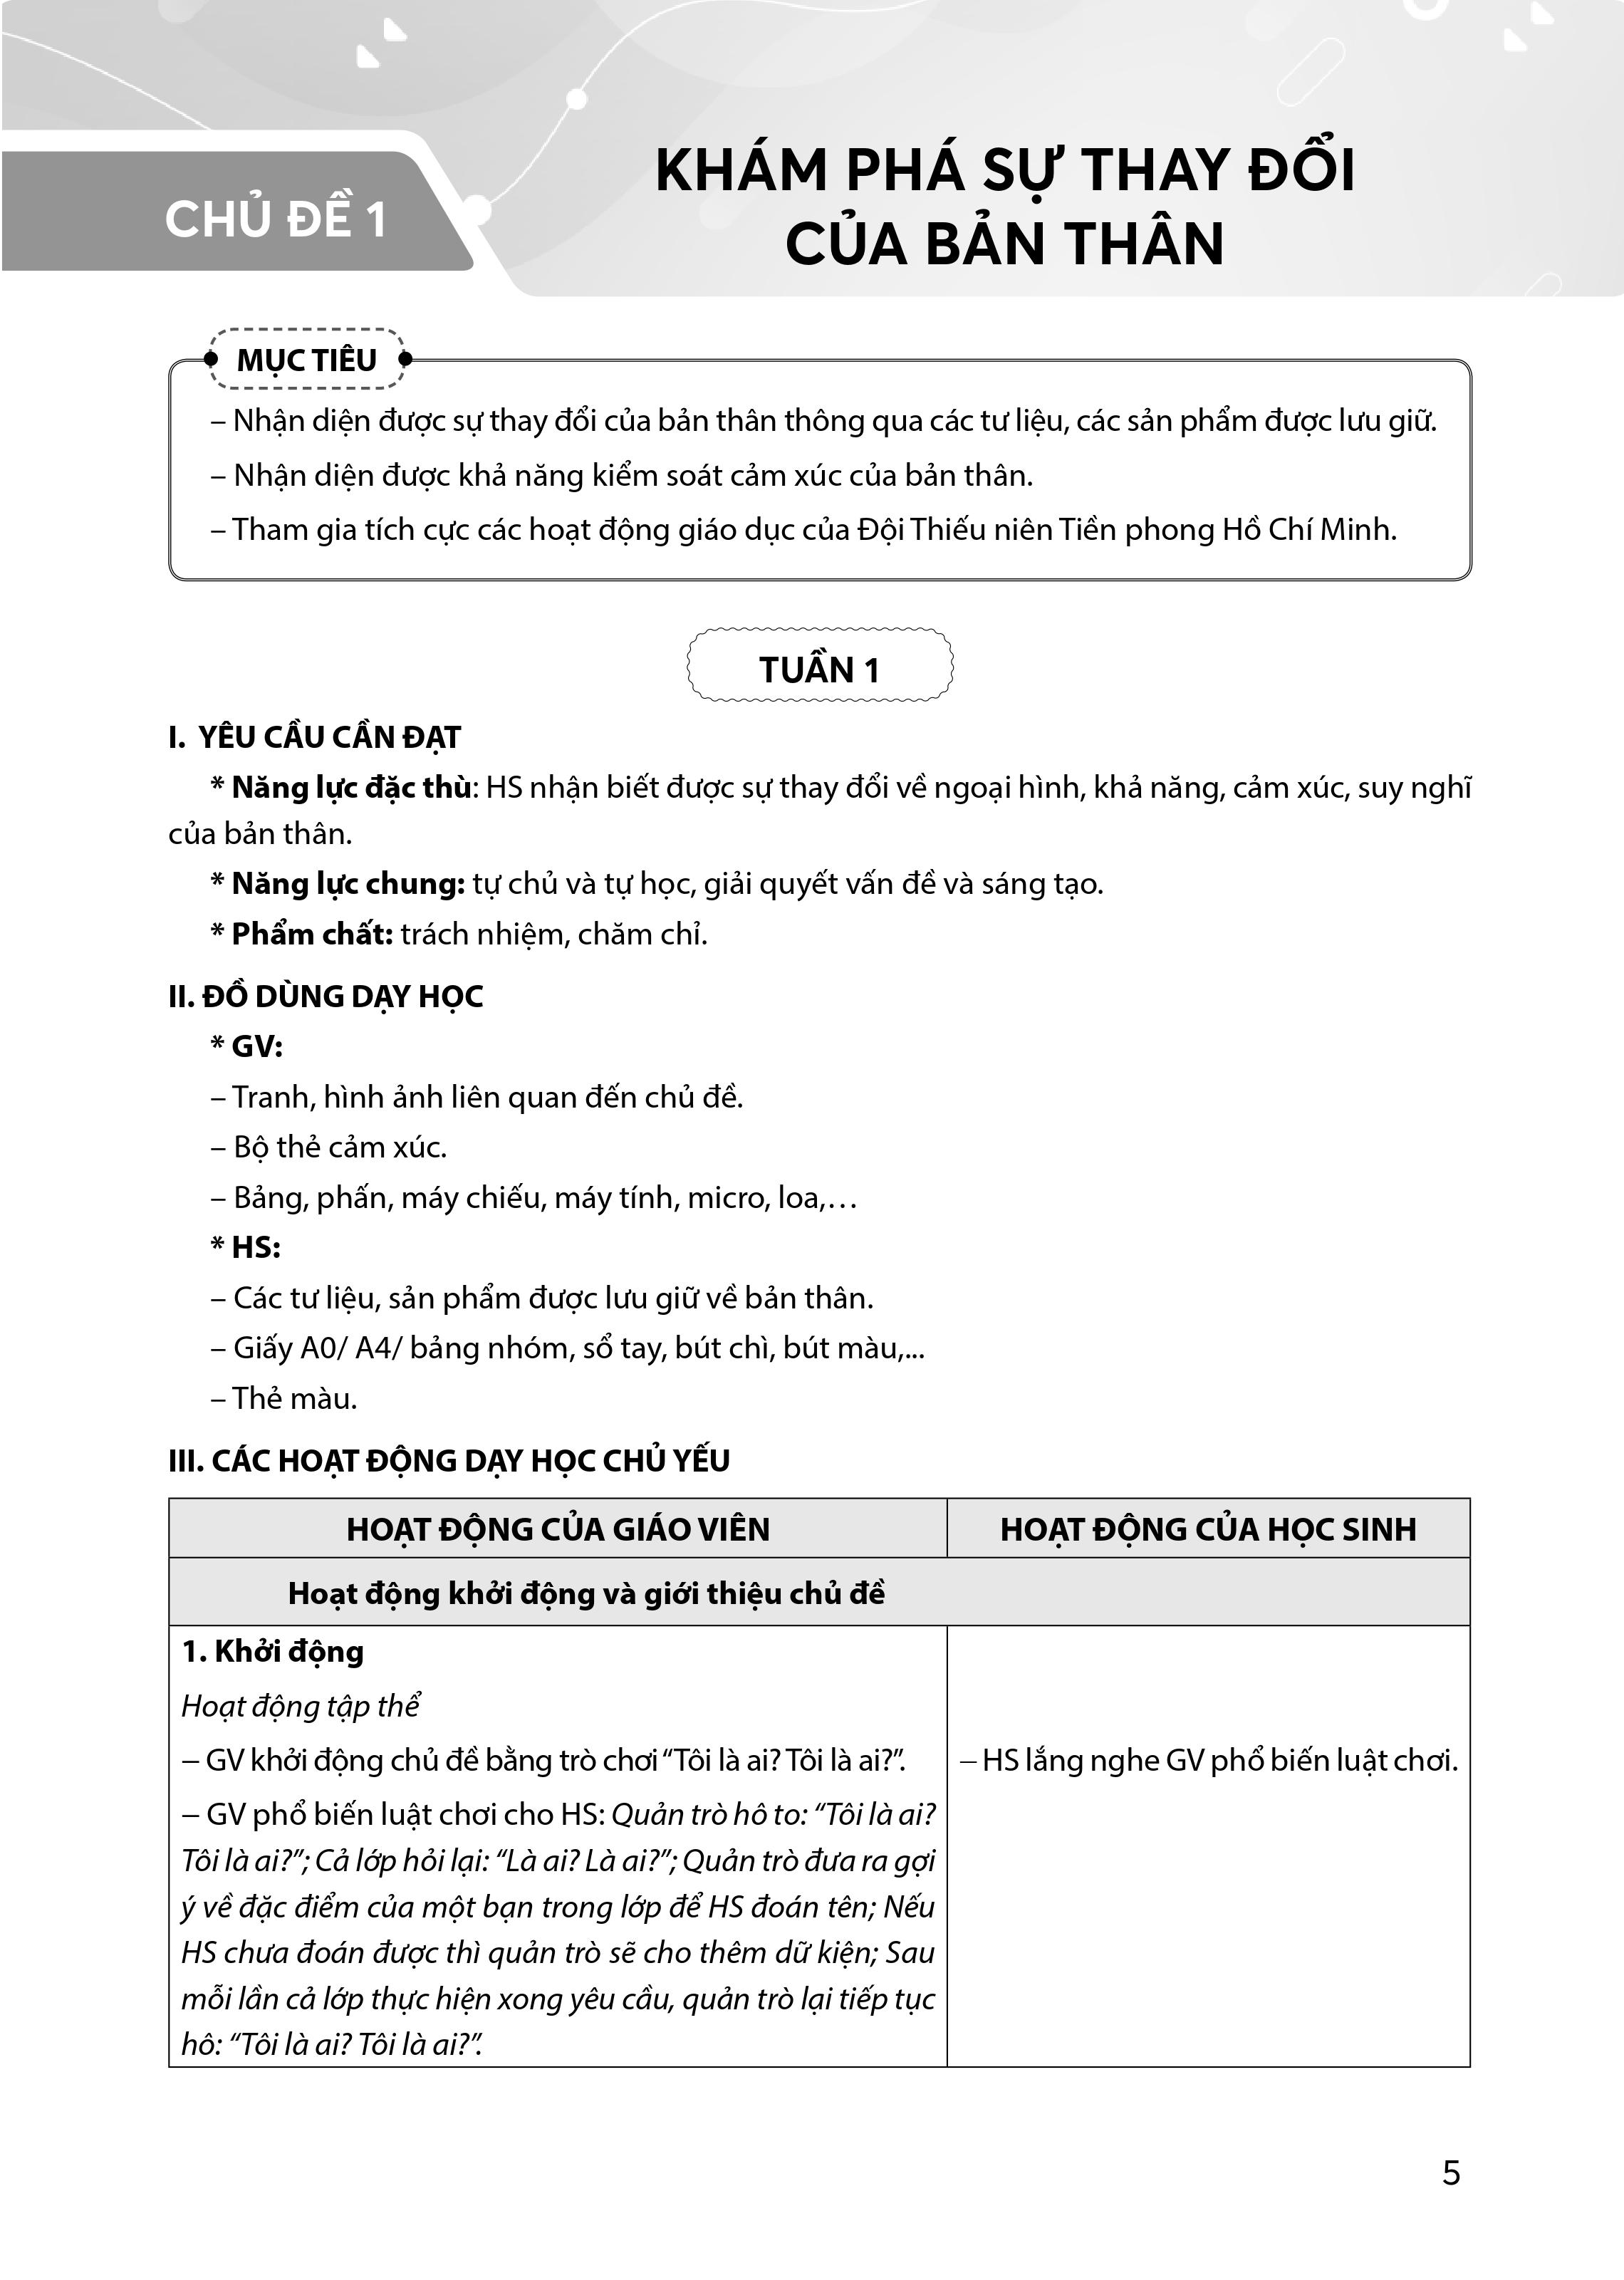 CHỦ ĐỀ 1
KHÁM PHÁ SỰ THAY ĐỔI
CỦA BẢN THÂN
MỤC TIÊU
– Nhận diện được sự thay đổi của bản thân thông qua các tư liệu, các sản phẩm được lưu giữ.
– Nhận diện được khả năng kiểm soát cảm xúc của bản thân.
– Tham gia tích cực các hoạt động giáo dục của Đội Thiếu niên Tiền phong Hồ Chí Minh.
TUẦN 1
I. YÊU CẦU CẦN ĐẠT
* Năng lực đặc thù: HS nhận biết được sự thay đổi về ngoại hình, khả năng, cảm xúc, suy nghĩ
của bản thân.
* Năng lực chung: tự chủ và tự học, giải quyết vấn đề và sáng tạo.
* Phẩm chất: trách nhiệm, chăm chỉ.
II. ĐỒ DÙNG DẠY HỌC
* GV:
– Tranh, hình ảnh liên quan đến chủ đề.
– Bộ thẻ cảm xúc.
– Bảng, phấn, máy chiếu, máy tính, micro, loa,…
* HS:
– Các tư liệu, sản phẩm được lưu giữ về bản thân.
– Giấy A0/ A4/ bảng nhóm, sổ tay, bút chì, bút màu,...
– Thẻ màu.
III. CÁC HOẠT ĐỘNG DẠY HỌC CHỦ YẾU
HOẠT ĐỘNG CỦA GIÁO VIÊN
HOẠT ĐỘNG CỦA HỌC SINH
Hoạt động khởi động và giới thiệu chủ đề
1. Khởi động
Hoạt động tập thể
– GV khởi động chủ đề bằng trò chơi “Tôi là ai? Tôi là ai?”.
– GV phổ biến luật chơi cho HS: Quản trò hô to: “Tôi là ai?
Tôi là ai?”; Cả lớp hỏi lại: “Là ai? Là ai?”; Quản trò đưa ra gợi
ý về đặc điểm của một bạn trong lớp để HS đoán tên; Nếu
HS chưa đoán được thì quản trò sẽ cho thêm dữ kiện; Sau
mỗi lần cả lớp thực hiện xong yêu cầu, quản trò lại tiếp tục
hô: “Tôi là ai? Tôi là ai?”.
– HS lắng nghe GV phổ biến luật chơi.
5